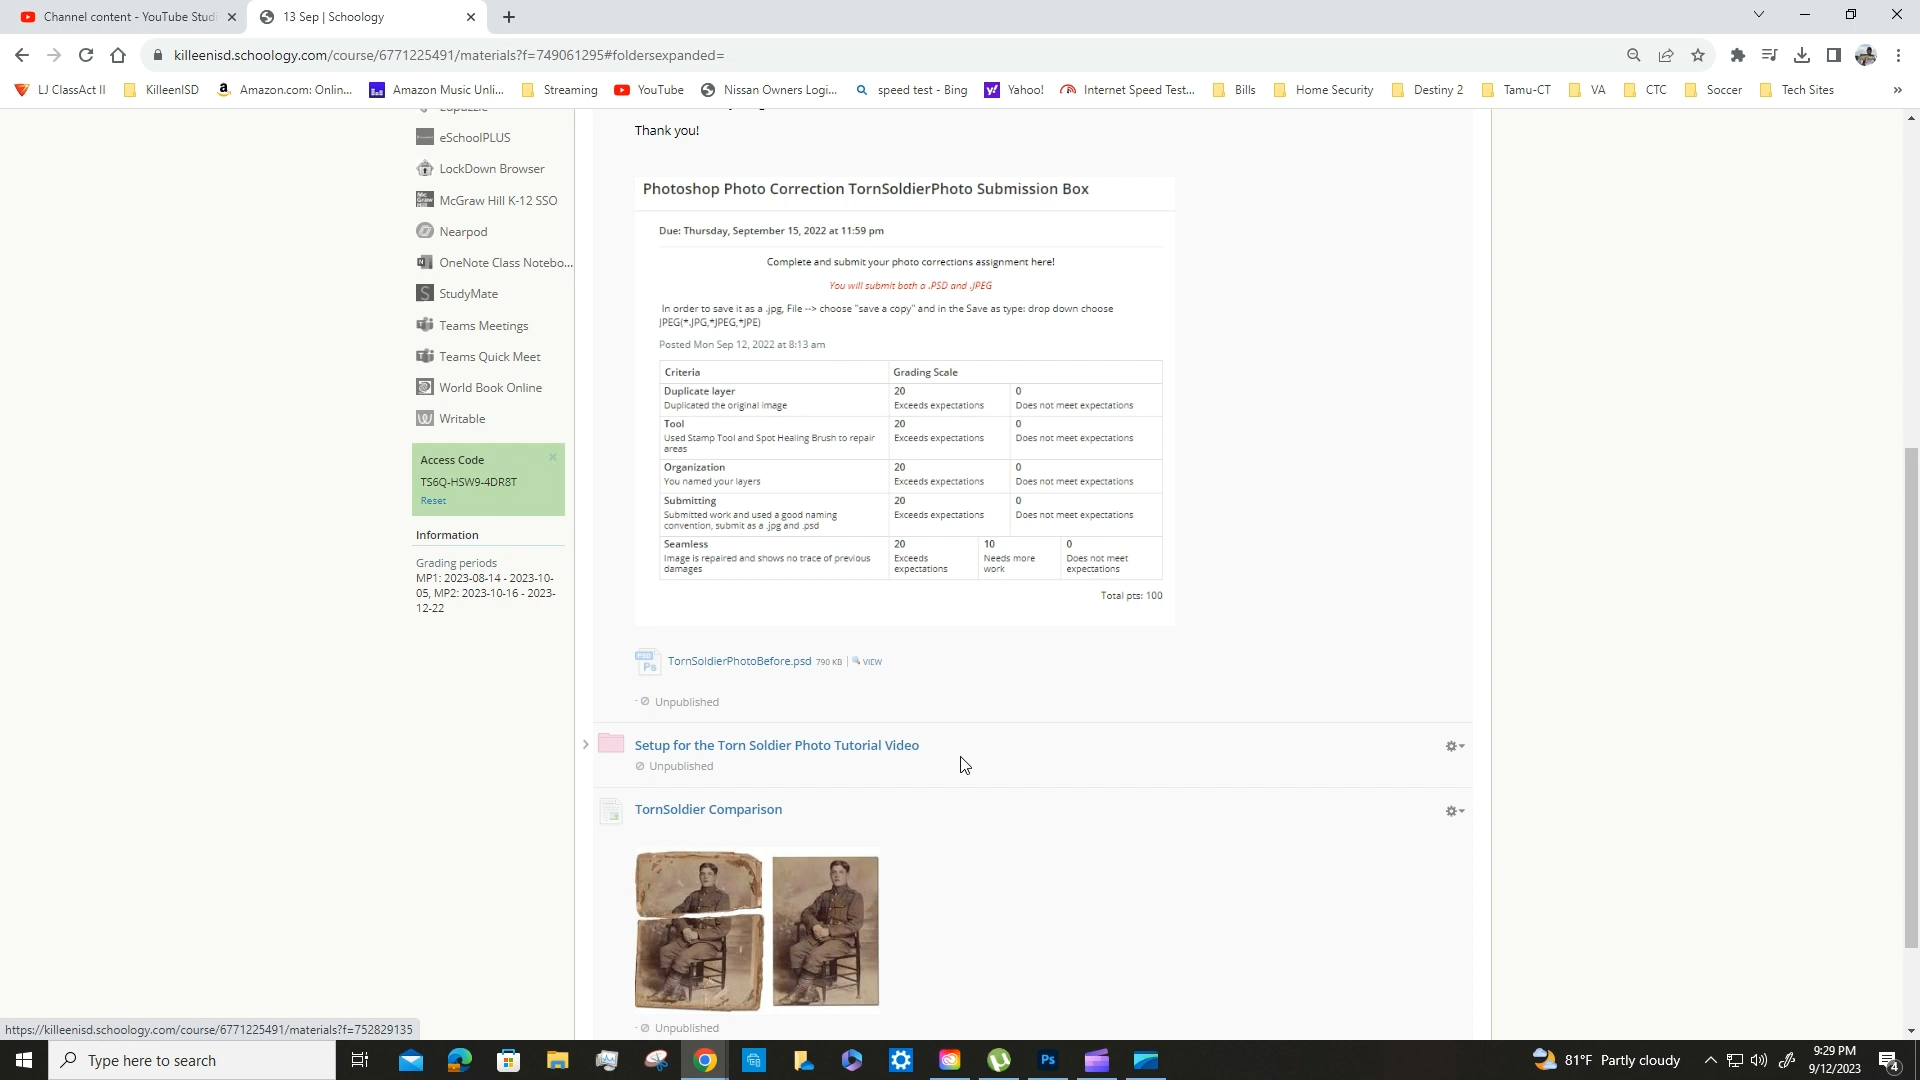 Channel content - YouTube Studi
13 Sep | Schoology
killeenisd.schoology.com/course/6771225491/materials?f=749061295#foldersexpanded=
LJ ClassAct II
KilleenISD
Amazon.com: Onlin...
Amazon Music Unli...
Streaming
YouTube
Nissan Owners Logi...
speed test - Bing
Yahoo!
Internet Speed Test...
Bills
Home Security
Destiny 2
Tamu-CT
VA
CTC
Soccer
Tech Sites
»
eSchoolPLUS
LockDown Browser
McGraw Hill K-12 SSO
Nearpod
OneNote Class Notebo...
StudyMate
Teams Meetings
Teams Quick Meet
World Book Online
Writable
Access Code
TS6Q-HSW9-4DR8T
Reset
Information
Grading periods
MP1: 2023-08-14 - 2023-10-
05, MP2: 2023-10-16 - 2023-
12-22
Thank you!
Photoshop Photo Correction TornSoldierPhoto Submission Box
Due: Thursday, September 15, 2022 at 11:59 pm
Complete and submit your photo corrections assignment here!
You will submit both a .PSD and .JPEG
In order to save it as a .jpg, File --> choose "save a copy" and in the Save as type: drop down choose
JPEG(*.JPG,*JPEG,*JPE)
Posted Mon Sep 12, 2022 at 8:13 am
Criteria Grading Scale
Duplicate layer 20 0
Duplicated the original image Exceeds expectations Does not meet expectations
Tool 20 0
Used Stamp Tool and Spot Healing Brush to repair Exceeds expectations Does not meet expectations
areas
Organization 20 0
You named your layers Exceeds expectations Does not meet expectations
Submitting 20 0
Submitted work and used a good naming Exceeds expectations Does not meet expectations
convention, submit as a .jpg and .psd
Seamless 20 10 0
Image is repaired and shows no trace of previous Exceeds Needs more Does not meet
damages expectations work expectations
Total pts: 100
TornSoldierPhotoBefore.psd 790 KB | VIEW
Unpublished
Setup for the Torn Soldier Photo Tutorial Video
Unpublished
TornSoldier Comparison
Unpublished
https://killeenisd.schoology.com/course/6771225491/materials?f=752829135
Type here to search
Ps
81°F Partly cloudy
9:29 PM
9/12/2023
4